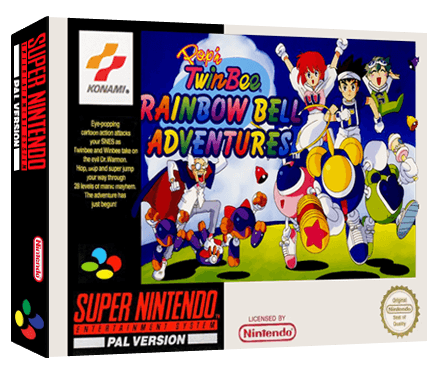 SUPER NINTENDO
PAL VERSION
Nintendo
KONAMI
Pop'n
TwinBee
RAINBOW BELL
ADVENTURES
Eye-popping
cartoon action attacks
your SNES as
Twinbee and Winbee take on
the evil Dr.Warmon.
Hop, and super jump
your way through
28 levels of manic mayhem.
The adventure has
just begun!
SUPER NINTENDO
ENTERTAINMENT SYSTEM
PAL VERSION
LICENSED BY
Nintendo
Original
Nintendo
Seal of
Quality